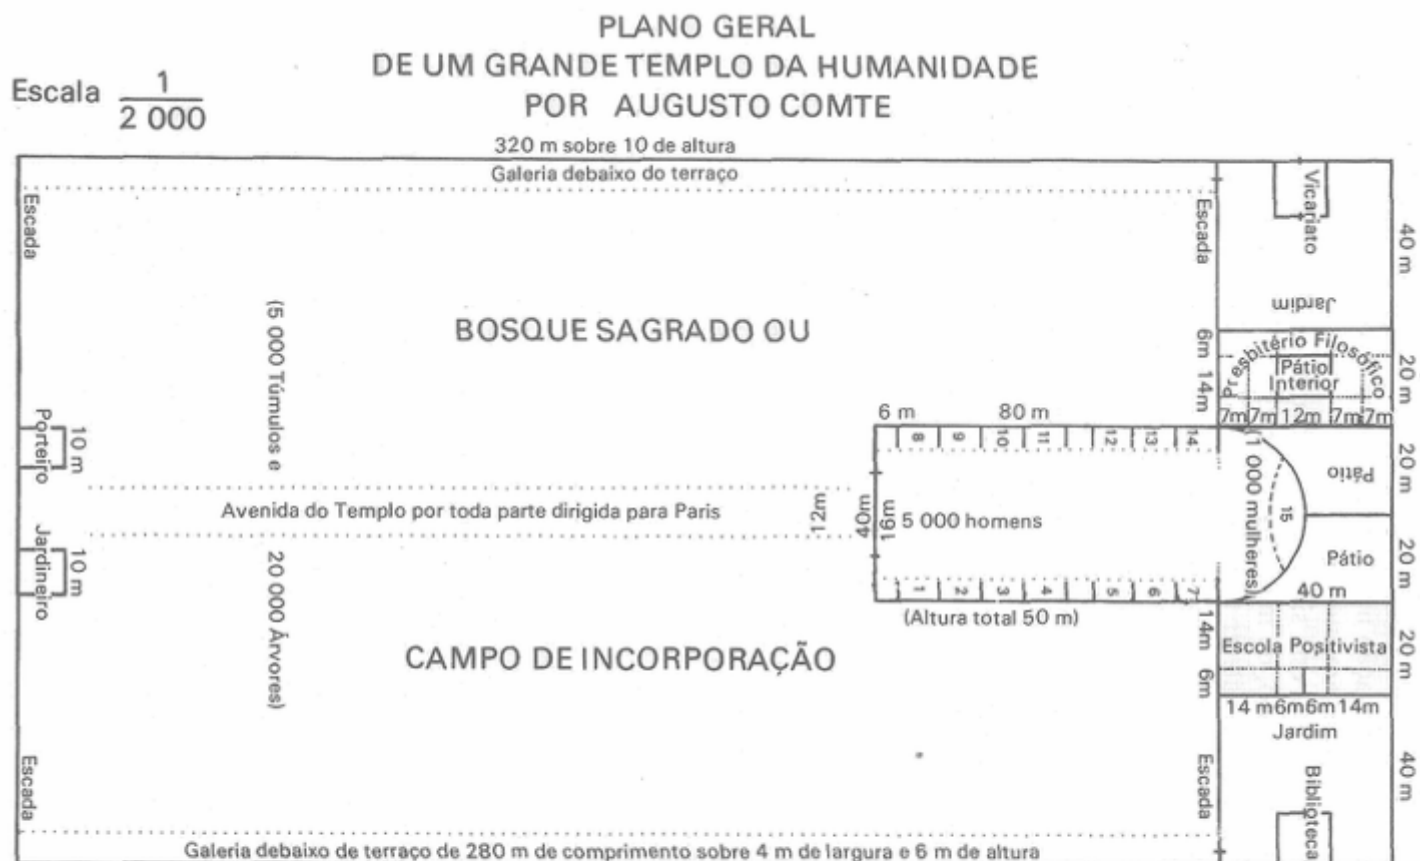 PLANO GERAL
DE UM GRANDE TEMPLO DA HUMANIDADE
POR AUGUSTO COMTE
Escala 1
2 000
320 m sobre 10 de altura
Galeria debaixo do terraço
Escada
Escada
Vicariato
40 m
Jardim
BOSQUE SAGRADO OU
(5 000 Túmulos e
6m
14m
Presbitério Filosófico
Pátio
Interior
20 m
7m
7m
12m
7m
7m
6 m
80 m
8
9
10
11
12
13
14
Porteiro
10 m
(1 000 mulheres)
Pátio
20 m
Avenida do Templo por toda parte dirigida para Paris
12m
40m
16m
5 000 homens
15
Jardineiro
10 m
20 000 Árvores)
Pátio
20 m
40 m
1
2
3
4
5
6
7
(Altura total 50 m)
14m
6m
Escola Positivista
20 m
CAMPO DE INCORPORAÇÃO
14 m
6m
6m
14m
Jardim
Escada
Escada
Biblioteca
40 m
Galeria debaixo de terraço de 280 m de comprimento sobre 4 m de largura e 6 m de altura